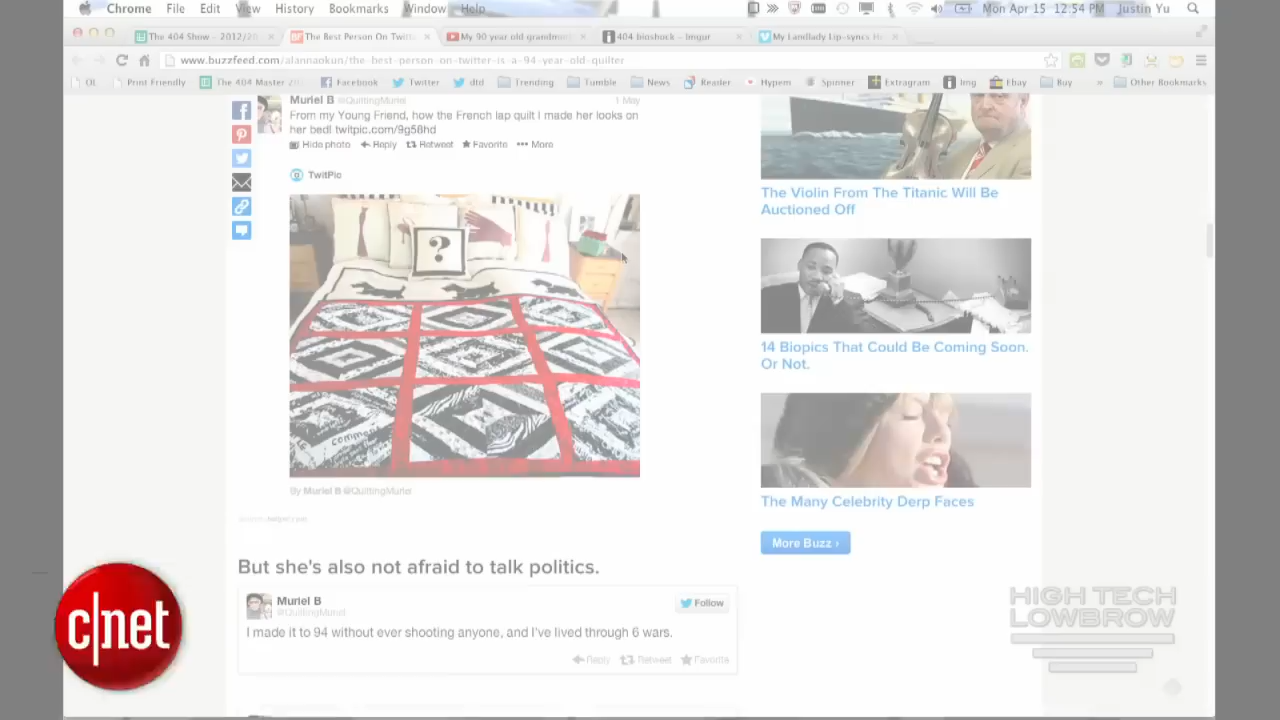 Chrome File Edit View History Bookmarks Window Help Mon Apr 15 12:54 PM Justin Yu
The 404 Show – 2012/20 The Best Person On Twitt My 90 year old grandmot 404 bioshock – Imgur My Landlady Lip-syncs
www.buzzfeed.com/alannaokun/the-best-person-on-twitter-is-a-94-year-old-quilter
OL Print Friendly The 404 Master Facebook Twitter dtd Trending Tumble News Reader Hypem Spinner Extragram Img Ebay Buy » Other Bookmarks
Muriel B @QuiltingMuriel 1 May
From my Young Friend, how the French lap quilt I made her looks on
her bed! twitpic.com/9g58hd
Hide photo Reply Retweet Favorite More
TwitPic
?
comment
By Muriel B @QuiltingMuriel
But she's also not afraid to talk politics.
Muriel B
@QuiltingMuriel
Follow
I made it to 94 without ever shooting anyone, and I've lived through 6 wars.
Reply Retweet Favorite
The Violin From The Titanic Will Be
Auctioned Off
14 Biopics That Could Be Coming Soon.
Or Not.
The Many Celebrity Derp Faces
More Buzz ›
c|net
HIGH TECH
LOWBROW